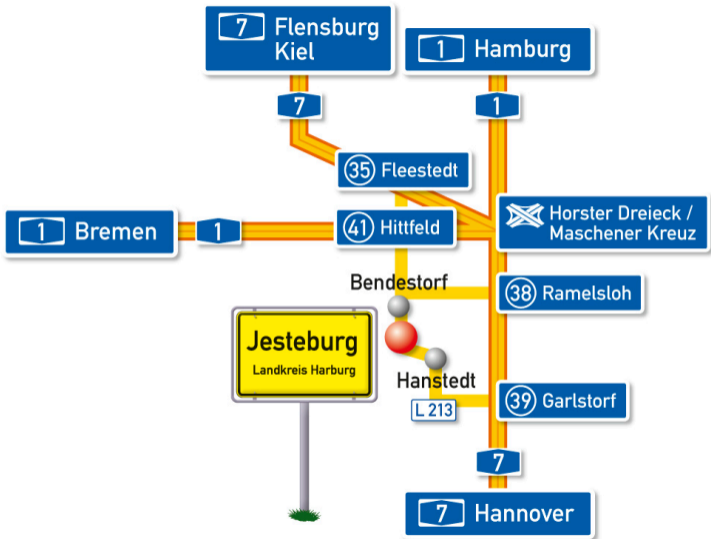 7 Flensburg
Kiel
1 Hamburg
7
1
35 Fleestedt
1 Bremen
1
41 Hittfeld
Horster Dreieck /
Maschener Kreuz
Bendestorf
38 Ramelsloh
Jesteburg
Landkreis Harburg
Hanstedt
L 213
39 Garlstorf
7
7 Hannover